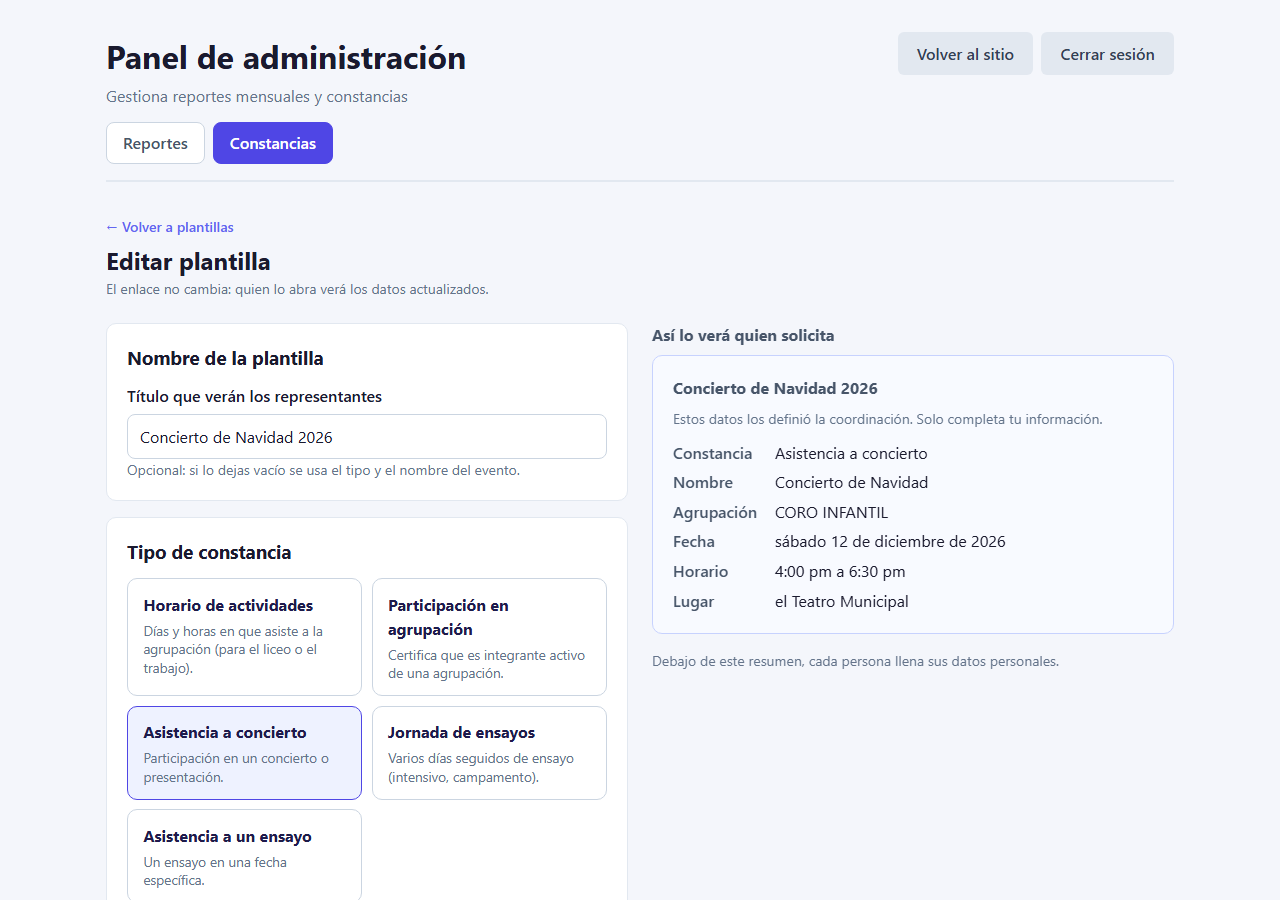 Panel de administración
Volver al sitio
Cerrar sesión
Gestiona reportes mensuales y constancias
Reportes
Constancias
← Volver a plantillas
Editar plantilla
El enlace no cambia: quien lo abra verá los datos actualizados.
Nombre de la plantilla
Título que verán los representantes
Concierto de Navidad 2026
Opcional: si lo dejas vacío se usa el tipo y el nombre del evento.
Tipo de constancia
Horario de actividades
Días y horas en que asiste a la
agrupación (para el liceo o el
trabajo).
Participación en
agrupación
Certifica que es integrante activo
de una agrupación.
Asistencia a concierto
Participación en un concierto o
presentación.
Jornada de ensayos
Varios días seguidos de ensayo
(intensivo, campamento).
Asistencia a un ensayo
Un ensayo en una fecha
específica.
Así lo verá quien solicita
Concierto de Navidad 2026
Estos datos los definió la coordinación. Solo completa tu información.
Constancia Asistencia a concierto
Nombre Concierto de Navidad
Agrupación CORO INFANTIL
Fecha sábado 12 de diciembre de 2026
Horario 4:00 pm a 6:30 pm
Lugar el Teatro Municipal
Debajo de este resumen, cada persona llena sus datos personales.